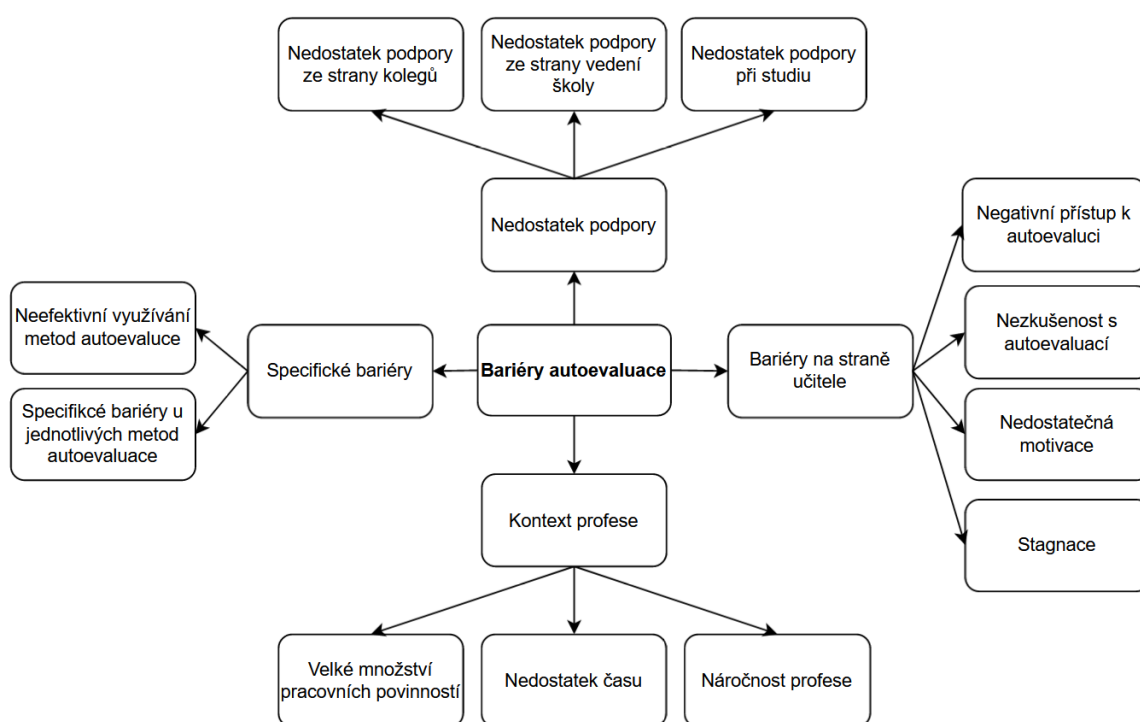 Nedostatek podpory
ze strany kolegů
Nedostatek podpory
ze strany vedení
školy
Nedostatek podpory
při studiu
Nedostatek podpory
Negativní přístup k
autoevaluci
Neefektivní využívání
metod autoevaluce
Specifické bariéry
Bariéry autoevaluace
Bariéry na straně
učitele
Nezkušenost s
autoevaluací
Specifikcé bariéry u
jednotlivých metod
autoevaluace
Nedostatečná
motivace
Kontext profese
Stagnace
Velké množství
pracovních povinností
Nedostatek času
Náročnost profese